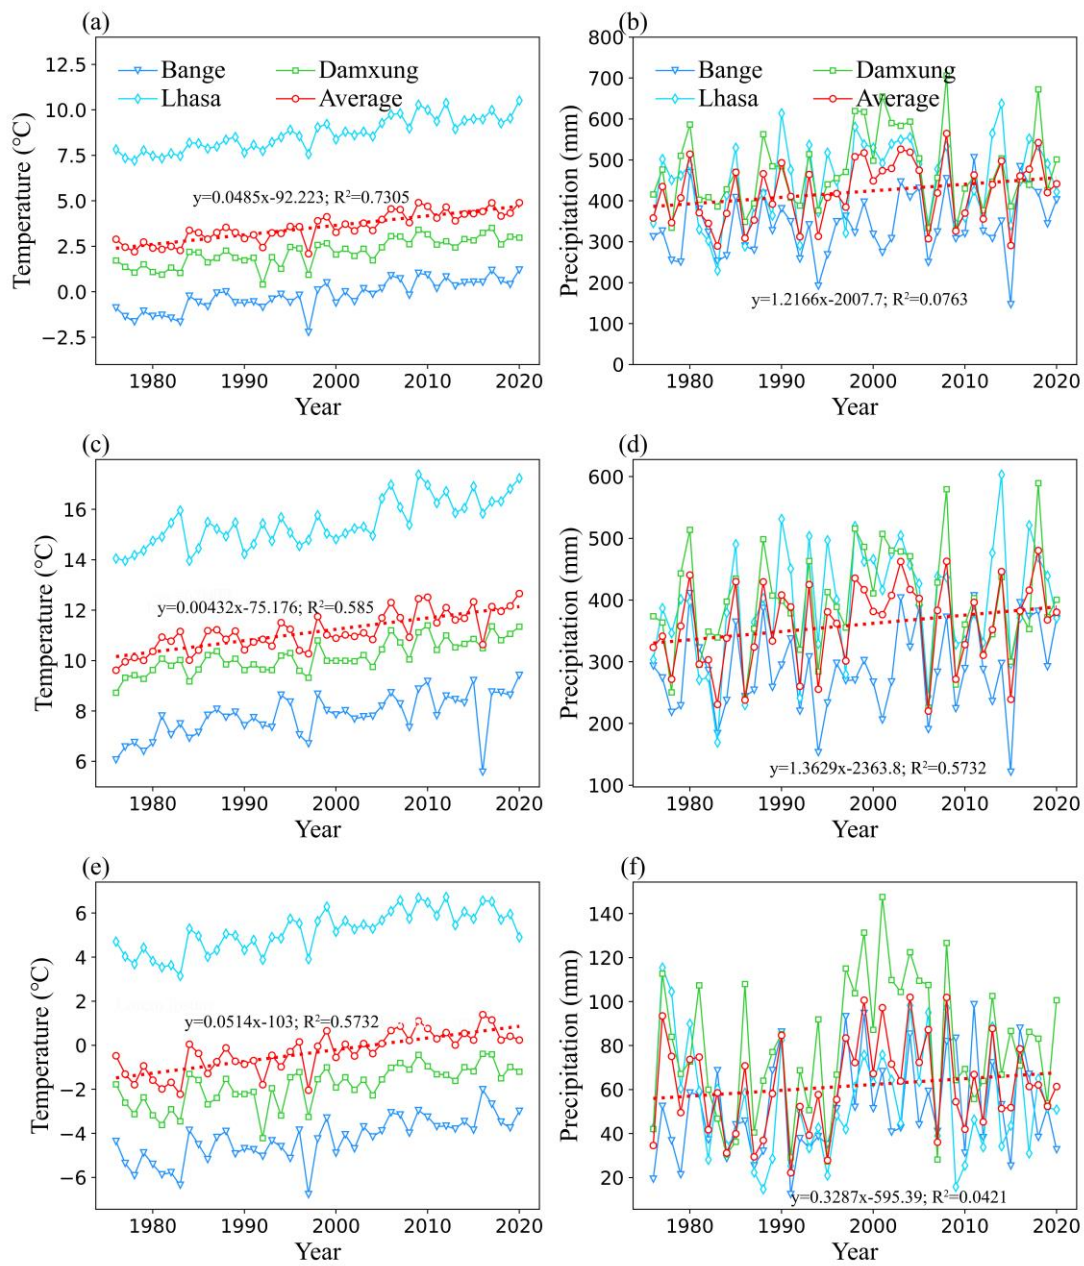 (a)
Temperature (℃)
12.5
10.0
7.5
5.0
2.5
0.0
−2.5
Bange
Damxung
Lhasa
Average
y=0.0485x-92.223; R²=0.7305
1980 1990 2000 2010 2020
Year
(b)
Precipitation (mm)
800
700
600
500
400
300
200
100
0
Bange
Damxung
Lhasa
Average
y=1.2166x-2007.7; R²=0.0763
1980 1990 2000 2010 2020
Year
(c)
Temperature (℃)
16
14
12
10
8
6
y=0.00432x-75.176; R²=0.585
1980 1990 2000 2010 2020
Year
(d)
Precipitation (mm)
600
500
400
300
200
100
y=1.3629x-2363.8; R²=0.5732
1980 1990 2000 2010 2020
Year
(e)
Temperature (℃)
6
4
2
0
−2
−4
−6
y=0.0514x-103; R²=0.5732
1980 1990 2000 2010 2020
Year
(f)
Precipitation (mm)
140
120
100
80
60
40
20
y=0.3287x-595.39; R²=0.0421
1980 1990 2000 2010 2020
Year